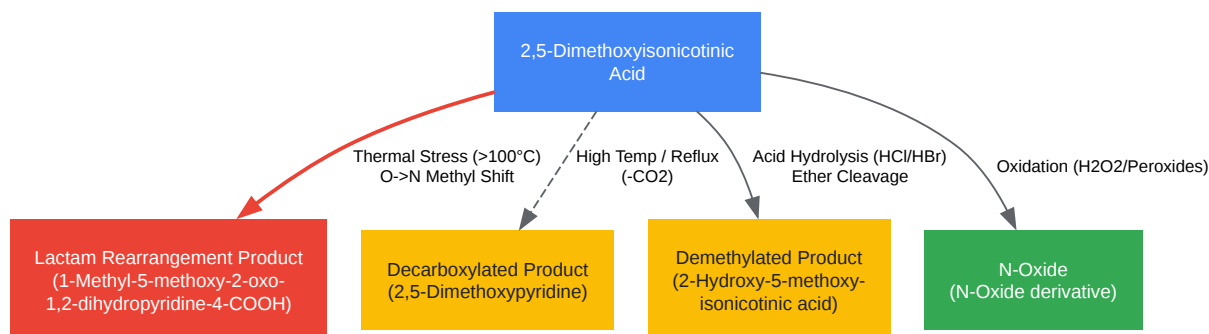 2,5-Dimethoxyisonicotinic
Acid
Thermal Stress (>100°C)
O->N Methyl Shift
High Temp / Reflux
(-CO2)
Acid Hydrolysis (HCl/HBr)
Ether Cleavage
Oxidation (H2O2/Peroxides)
Lactam Rearrangement Product
(1-Methyl-5-methoxy-2-oxo-
1,2-dihydropyridine-4-COOH)
Decarboxylated Product
(2,5-Dimethoxypyridine)
Demethylated Product
(2-Hydroxy-5-methoxy-
isonicotinic acid)
N-Oxide
(N-Oxide derivative)